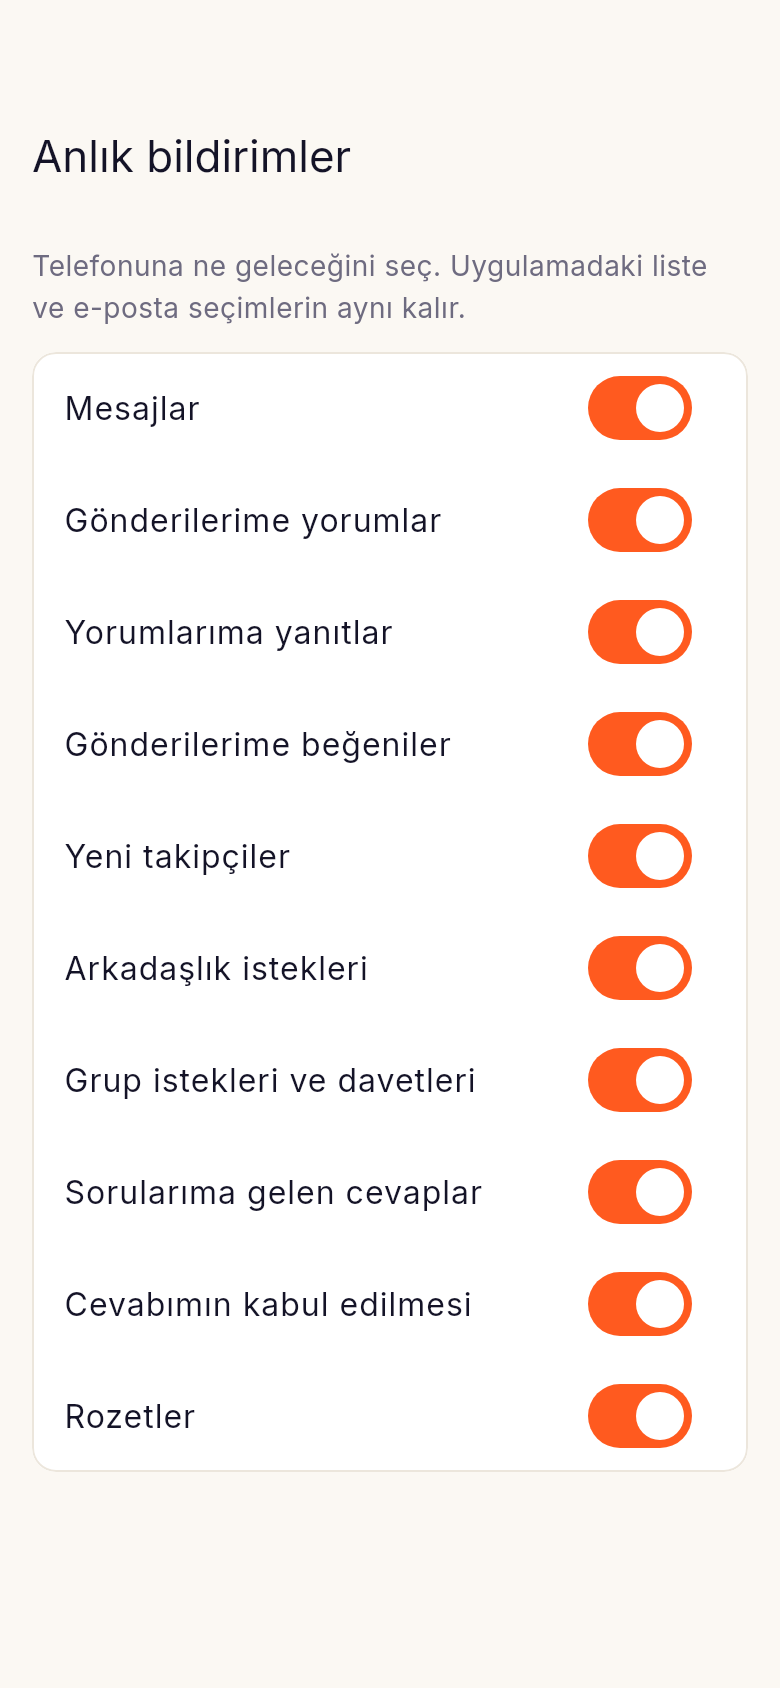 Anlık bildirimler
Telefonuna ne geleceğini seç. Uygulamadaki liste
ve e-posta seçimlerin aynı kalır.
Mesajlar
Gönderilerime yorumlar
Yorumlarıma yanıtlar
Gönderilerime beğeniler
Yeni takipçiler
Arkadaşlık istekleri
Grup istekleri ve davetleri
Sorularıma gelen cevaplar
Cevabımın kabul edilmesi
Rozetler